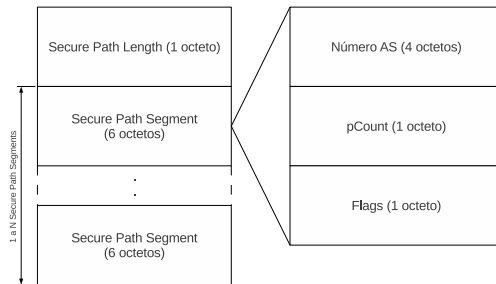 Secure Path Length (1 octeto)
Número AS (4 octetos)
Secure Path Segment
(6 octetos)
pCount (1 octeto)
1 a N Secure Path Segments
.
.
Flags (1 octeto)
Secure Path Segment
(6 octetos)